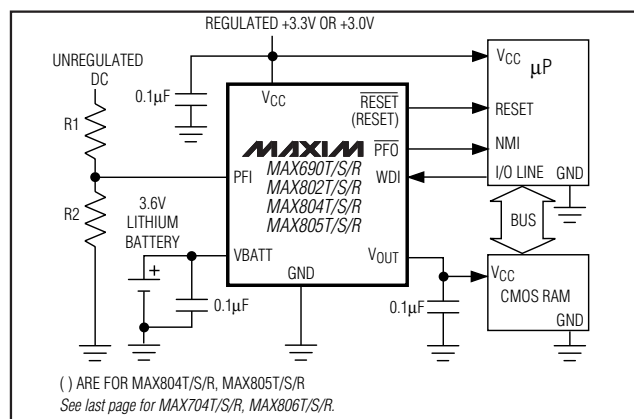 REGULATED +3.3V OR +3.0V
UNREGULATED
DC
R1
R2
0.1µF
VCC
RESET
(RESET)
MAXIM
MAX690T/S/R
MAX802T/S/R
MAX804T/S/R
MAX805T/S/R
PFI
PFO
WDI
VBATT
GND
VOUT
3.6V
LITHIUM
BATTERY
+
0.1µF
0.1µF
VCC
µP
RESET
NMI
I/O LINE
GND
BUS
VCC
CMOS RAM
GND
( ) ARE FOR MAX804T/S/R, MAX805T/S/R
See last page for MAX704T/S/R, MAX806T/S/R.